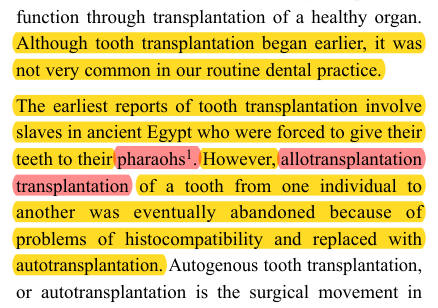 function through transplantation of a healthy organ.
Although tooth transplantation began earlier, it was
not very common in our routine dental practice.
The earliest reports of tooth transplantation involve
slaves in ancient Egypt who were forced to give their
teeth to their pharaohs¹. However, allotransplantation
transplantation of a tooth from one individual to
another was eventually abandoned because of
problems of histocompatibility and replaced with
autotransplantation. Autogenous tooth transplantation,
or autotransplantation is the surgical movement in